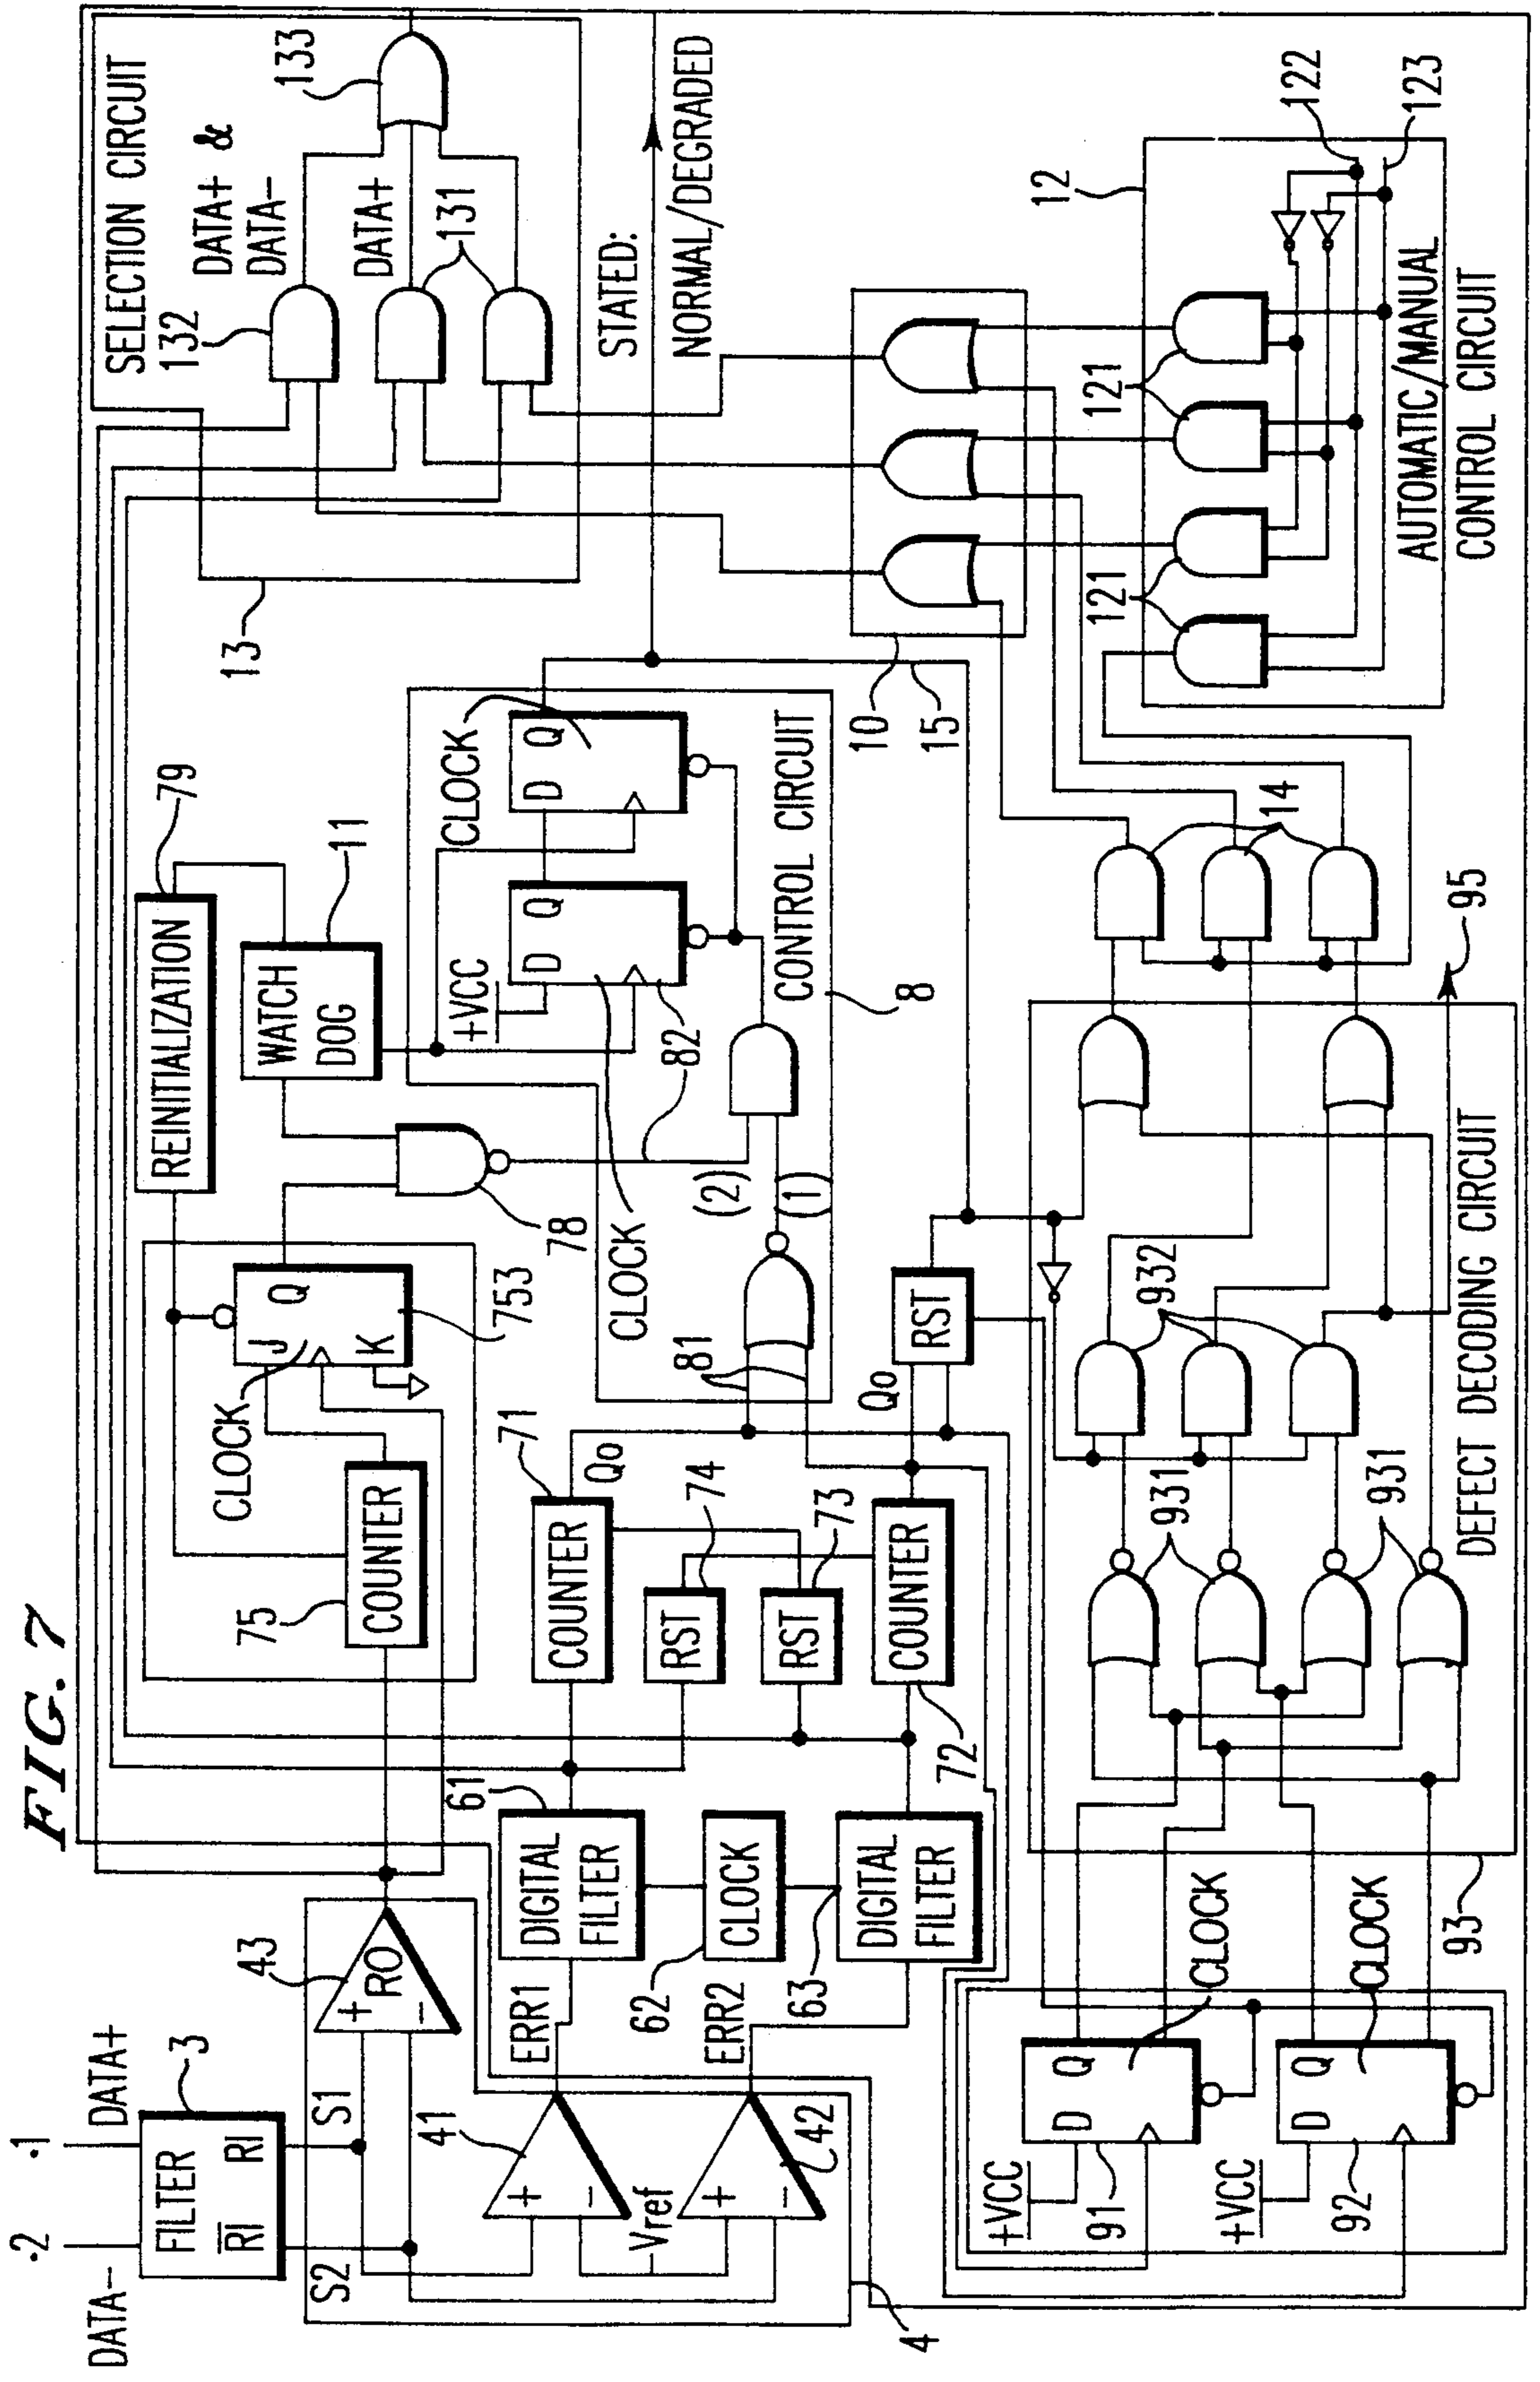 FIG. 7
.1
.2
DATA+
DATA-
FILTER
RI
RI
3
S1
S2
43
RO
+
-
41
+
-
Vref
42
+
-
4
ERR1
ERR2
61
DIGITAL
FILTER
62
CLOCK
63
DIGITAL
FILTER
75
COUNTER
CLOCK
J
Q
K
753
REINITIALIZATION
79
WATCH
DOG
11
78
71
COUNTER
Qo
74
RST
73
RST
72
COUNTER
Qo
RST
81
(2)
(1)
82
CLOCK
+VCC
D
Q
CLOCK
D
Q
CONTROL CIRCUIT
8
13
SELECTION CIRCUIT
132
DATA+ &
DATA-
DATA+
131
133
STATED:
NORMAL/DEGRADED
10
15
12
121
121
122
123
AUTOMATIC/MANUAL
CONTROL CIRCUIT
14
95
932
931
931
DEFECT DECODING CIRCUIT
93
+VCC
D
Q
91
CLOCK
+VCC
D
Q
92
CLOCK